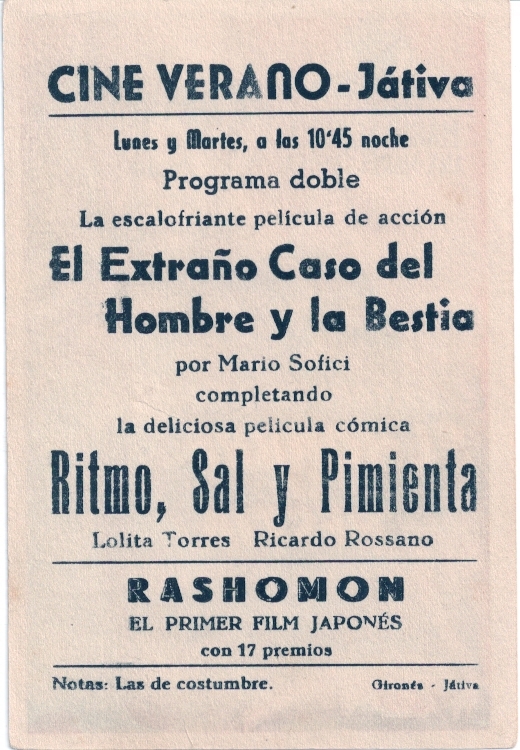 CINE VERANO - Játiva
Lunes y Martes, a las 10'45 noche
Programa doble
La escalofriante película de acción
El Extraño Caso del
Hombre y la Bestia
por Mario Sofici
completando
la deliciosa pelicula cómica
Ritmo, Sal y Pimienta
Lolita Torres Ricardo Rossano
RASHOMON
EL PRIMER FILM JAPONÉS
con 17 premios
Notas: Las de costumbre. Gironés - Játiva